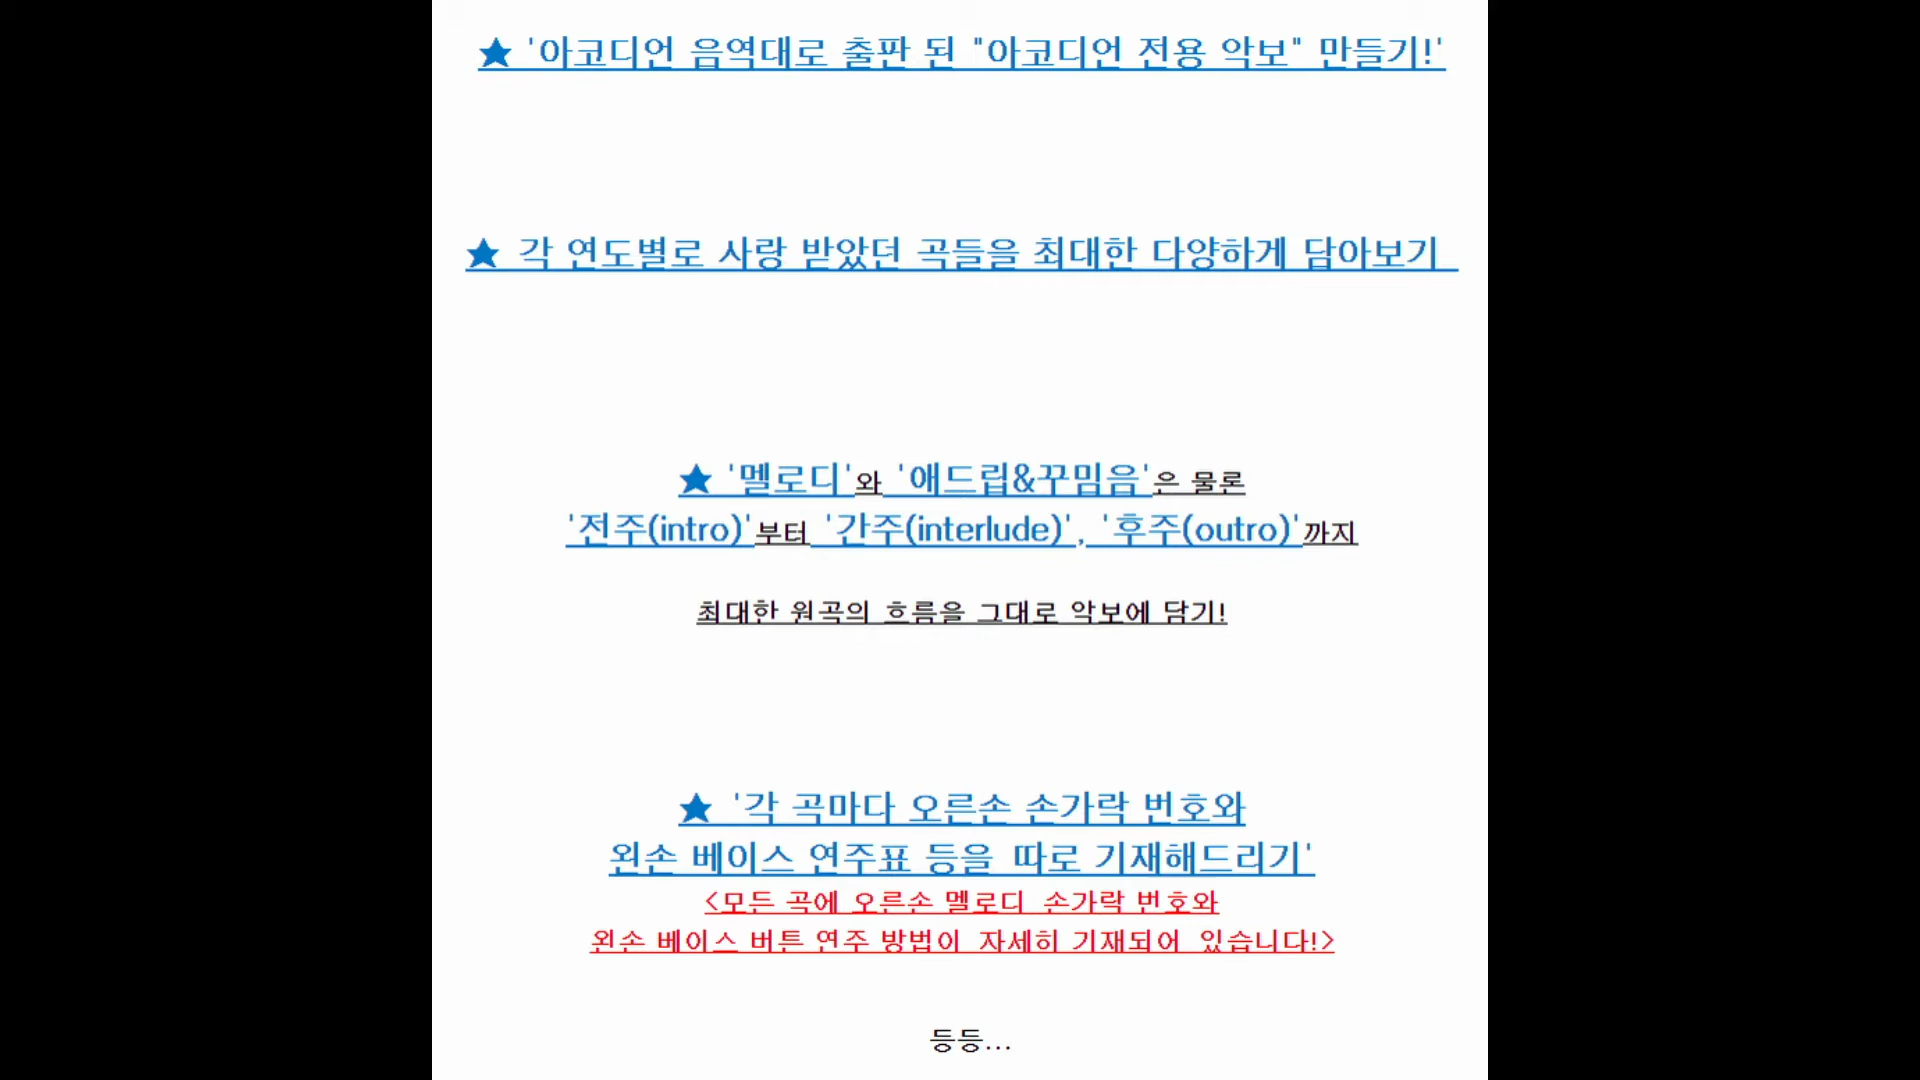 ★ '아코디언 음역대로 출판 된 "아코디언 전용 악보" 만들기!'
★ 각 연도별로 사랑 받았던 곡들을 최대한 다양하게 담아보기
★ '멜로디'와 '애드립&꾸밈음'은 물론
'전주(intro)'부터 '간주(interlude)', '후주(outro)'까지
최대한 원곡의 흐름을 그대로 악보에 담기!
★ '각 곡마다 오른손 손가락 번호와
왼손 베이스 연주표 등을 따로 기재해드리기'
<모든 곡에 오른손 멜로디 손가락 번호와
왼손 베이스 버튼 연주 방법이 자세히 기재되어 있습니다!>
등등...